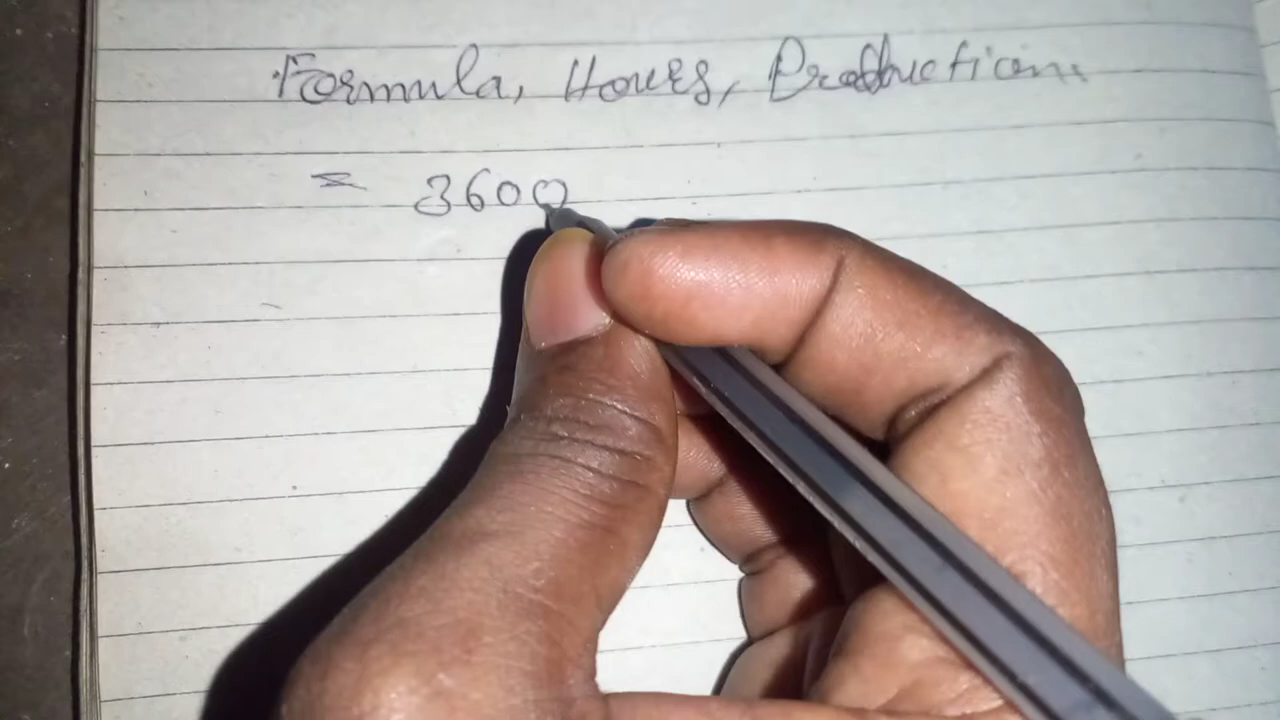 Formula, Hours, Production.
= 3600